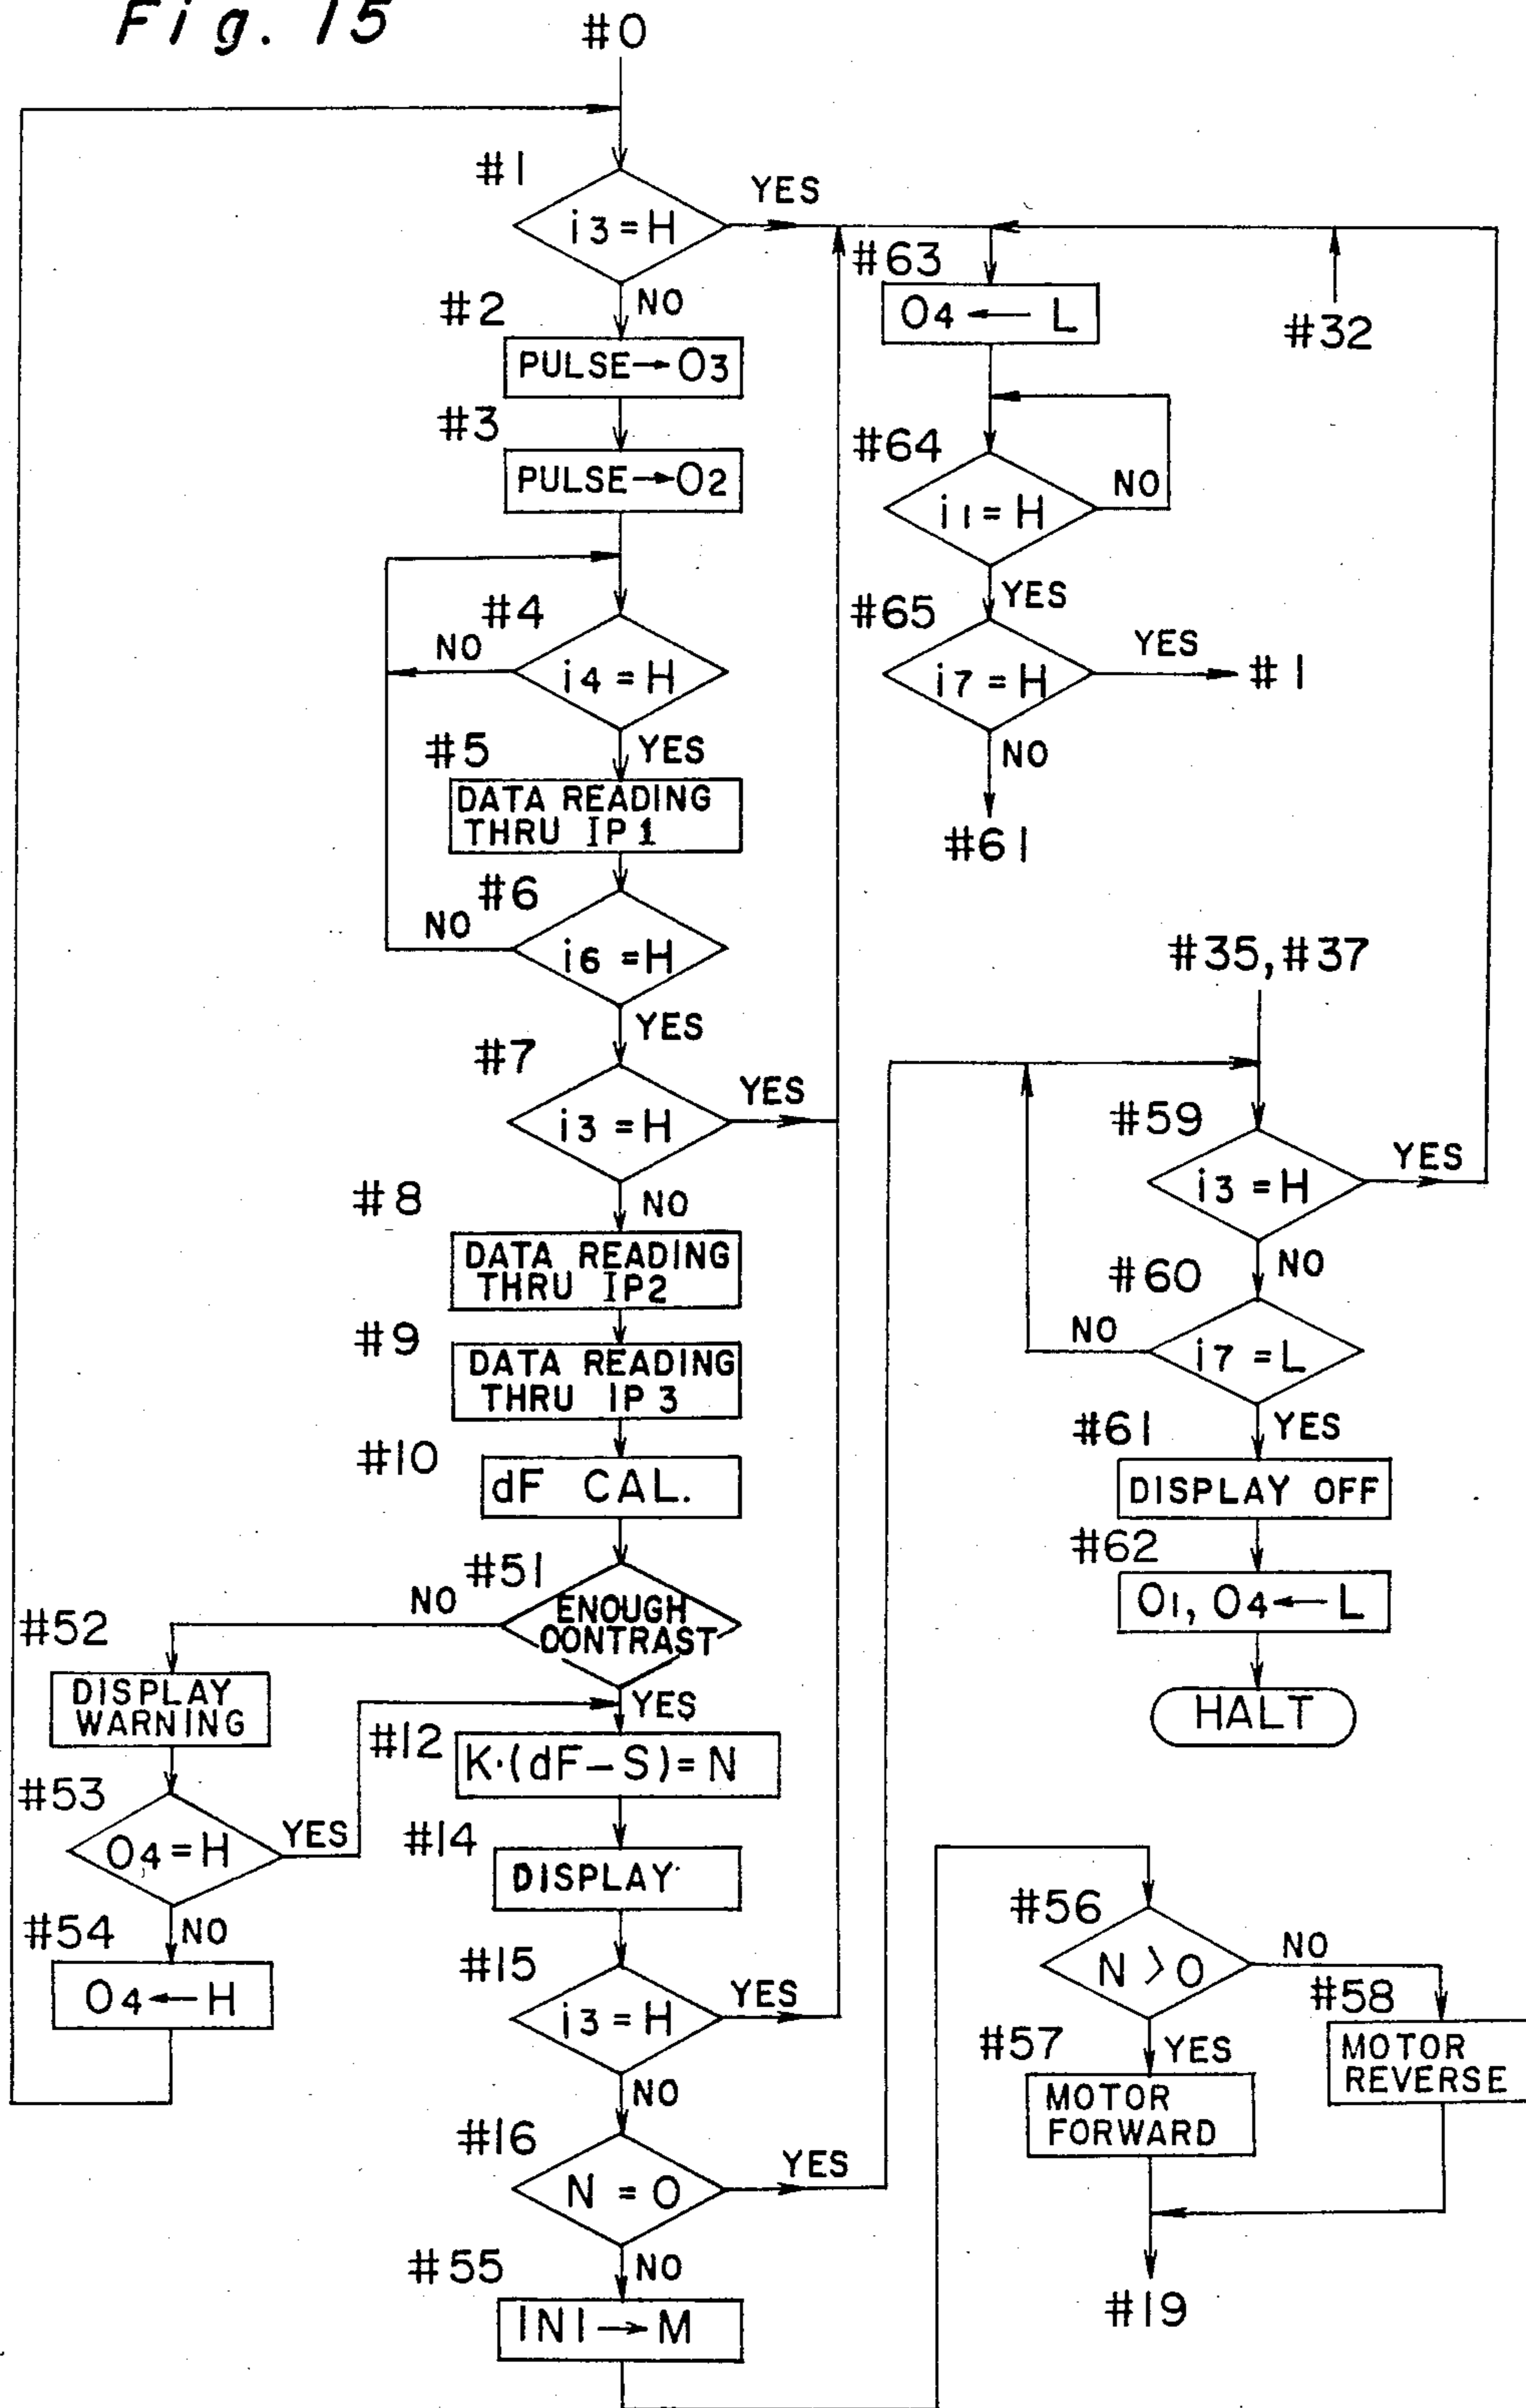 Fig. 15
#0
#1
i3 = H
YES
NO
#2
PULSE→O3
#3
PULSE→O2
#4
NO
i4 = H
YES
#5
DATA READING
THRU IP1
#6
NO
i6 = H
YES
#7
i3 = H
YES
NO
#8
DATA READING
THRU IP2
#9
DATA READING
THRU IP3
#10
dF CAL.
#51
NO
ENOUGH
CONTRAST
YES
#52
DISPLAY
WARNING
#53
O4 = H
YES
NO
#54
O4 ← H
#12
K·(dF−S)= N
#14
DISPLAY
#15
i3 = H
YES
NO
#16
N = O
YES
NO
#55
|N|→M
#63
O4 ← L
#32
#64
i1 = H
NO
YES
#65
i7 = H
YES
#1
NO
#61
#35, #37
#59
i3 = H
YES
NO
#60
NO
i7 = L
YES
#61
DISPLAY OFF
#62
O1, O4 ← L
HALT
#56
N > O
NO
#58
MOTOR
REVERSE
#57
YES
MOTOR
FORWARD
#19